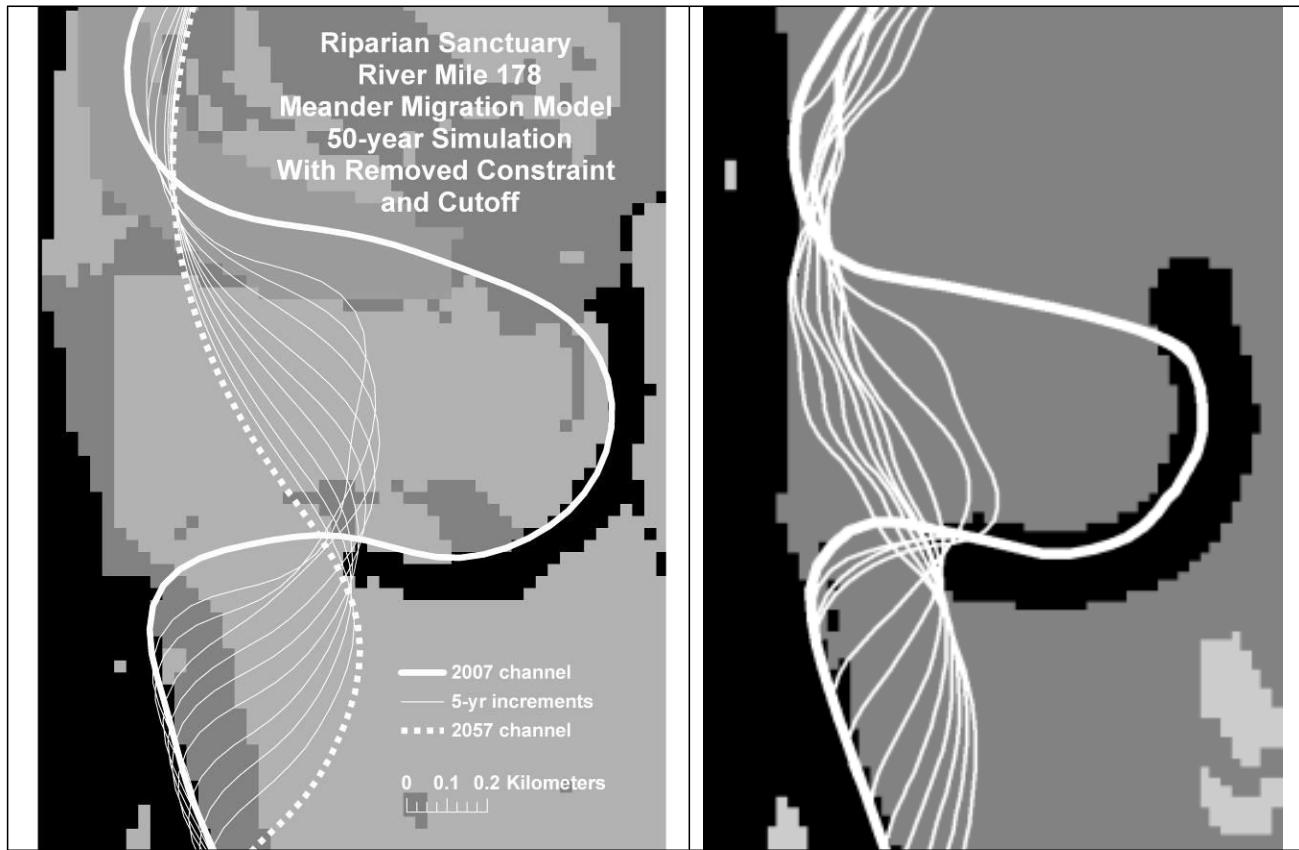 Riparian Sanctuary
River Mile 178
Meander Migration Model
50-year Simulation
With Removed Constraint
and Cutoff
2007 channel
5-yr increments
2057 channel
0 0.1 0.2 Kilometers